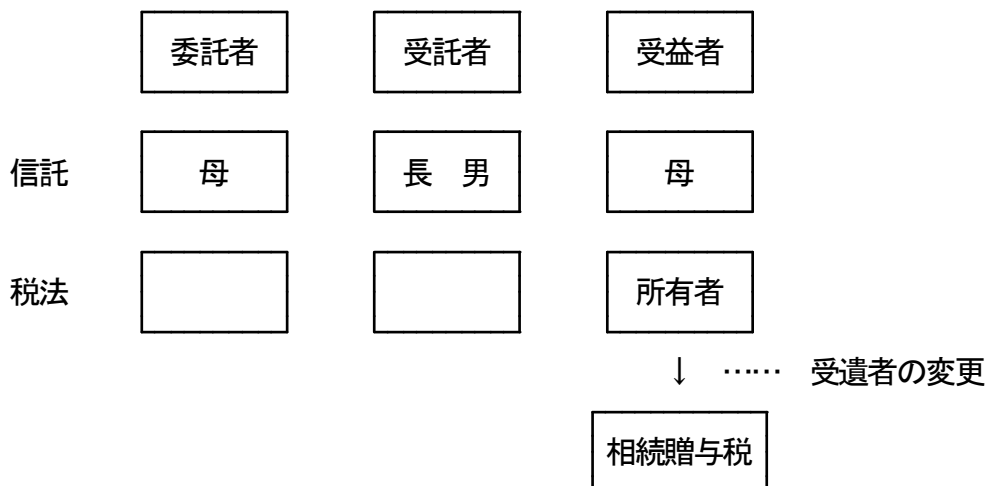 委託者 受託者 受益者
信託 母 長 男 母
税法 所有者
↓ …… 受遺者の変更
相続贈与税